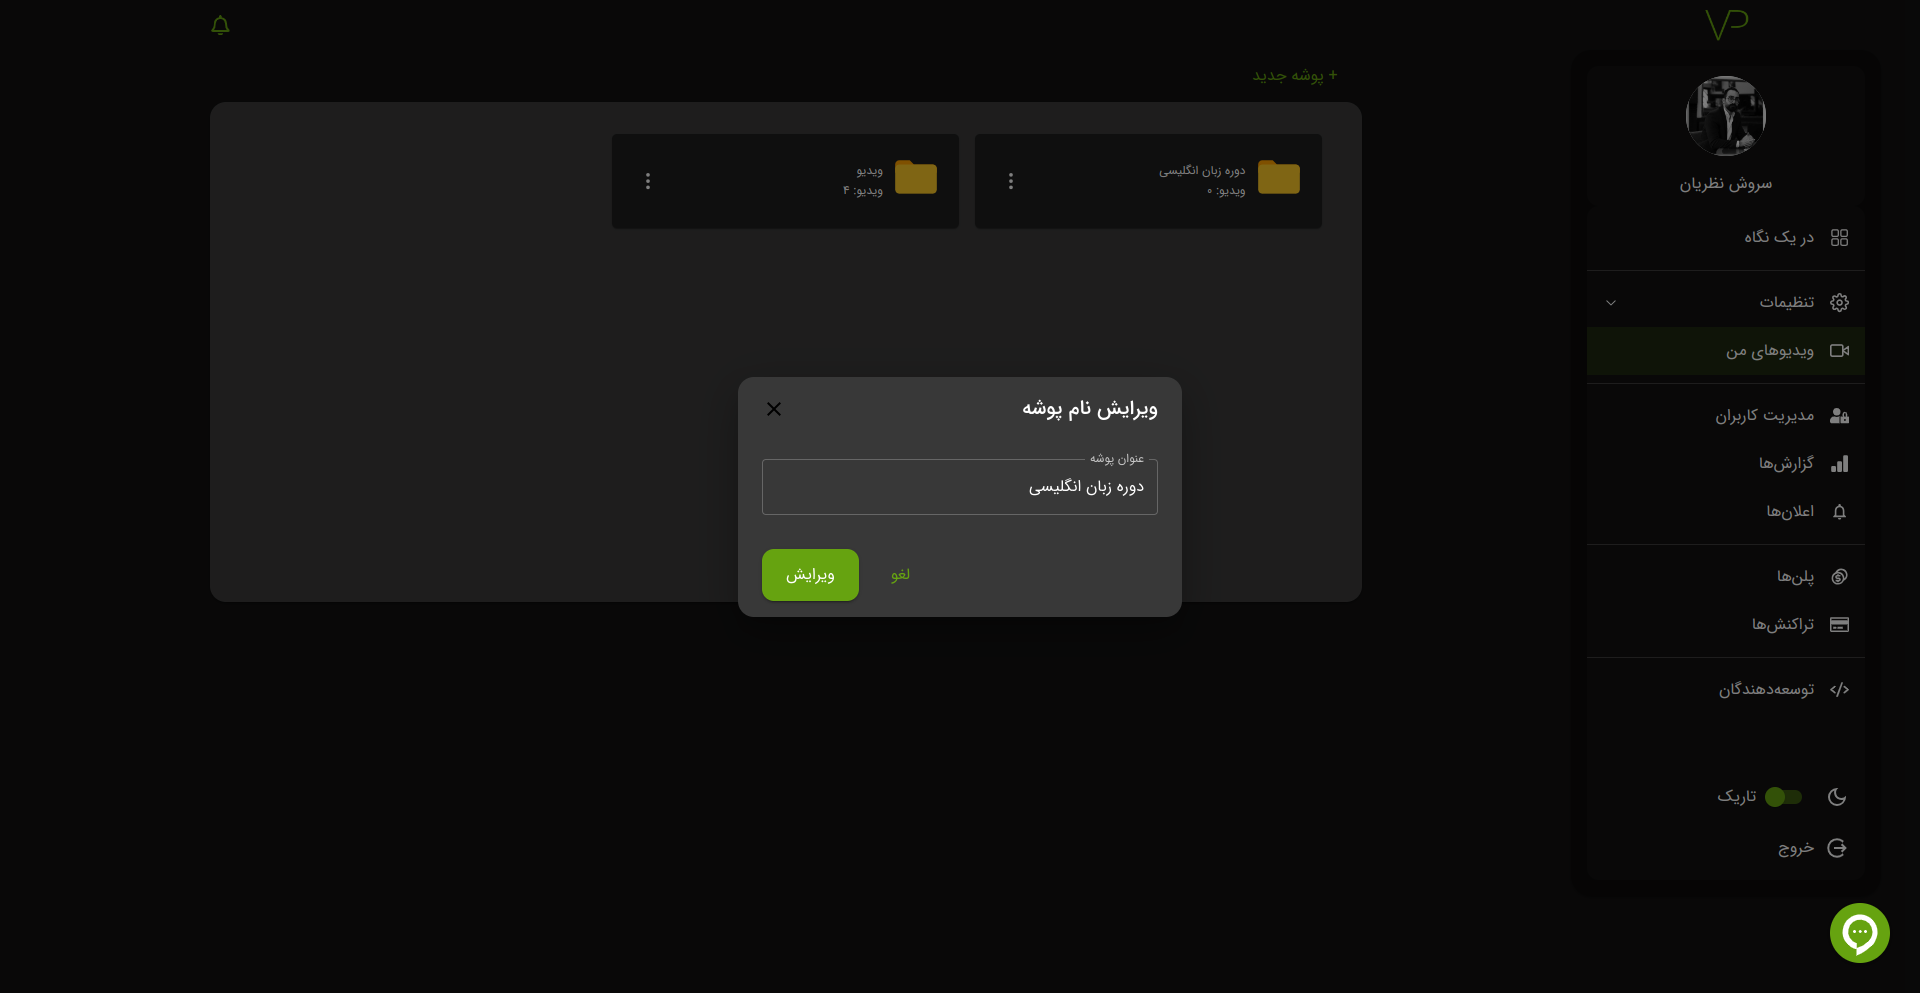 VP
سروش نظریان
در یک نگاه
تنظیمات
ویدیوهای من
مدیریت کاربران
گزارش‌ها
اعلان‌ها
پلن‌ها
تراکنش‌ها
توسعه‌دهندگان
تاریک
خروج
+ پوشه جدید
دوره زبان انگلیسی
ویدیو: ۰
ویدیو
ویدیو: ۴
ویرایش نام پوشه
عنوان پوشه
دوره زبان انگلیسی
لغو
ویرایش